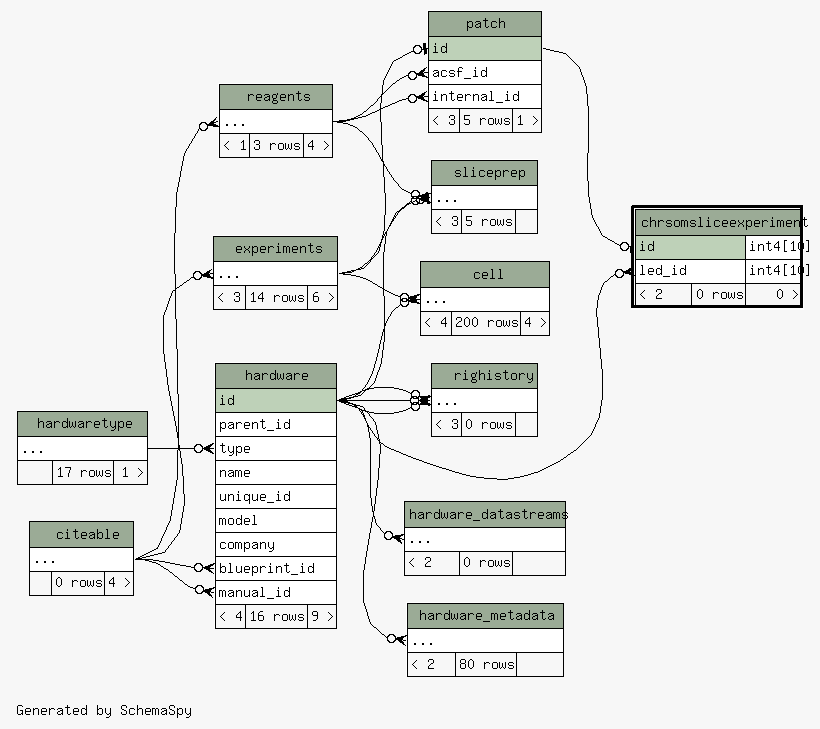 patch
id
acsf_id
internal_id
< 3 5 rows 1 >
reagents
...
< 1 3 rows 4 >
sliceprep
...
< 3 5 rows
chrsomsliceexperiment
id int4[10]
led_id int4[10]
< 2 0 rows 0 >
experiments
...
< 3 14 rows 6 >
cell
...
< 4 200 rows 4 >
hardware
id
parent_id
type
name
unique_id
model
company
blueprint_id
manual_id
< 4 16 rows 9 >
righistory
...
< 3 0 rows
hardwaretype
...
17 rows 1 >
citeable
...
0 rows 4 >
hardware_datastreams
...
< 2 0 rows
hardware_metadata
...
< 2 80 rows
Generated by SchemaSpy